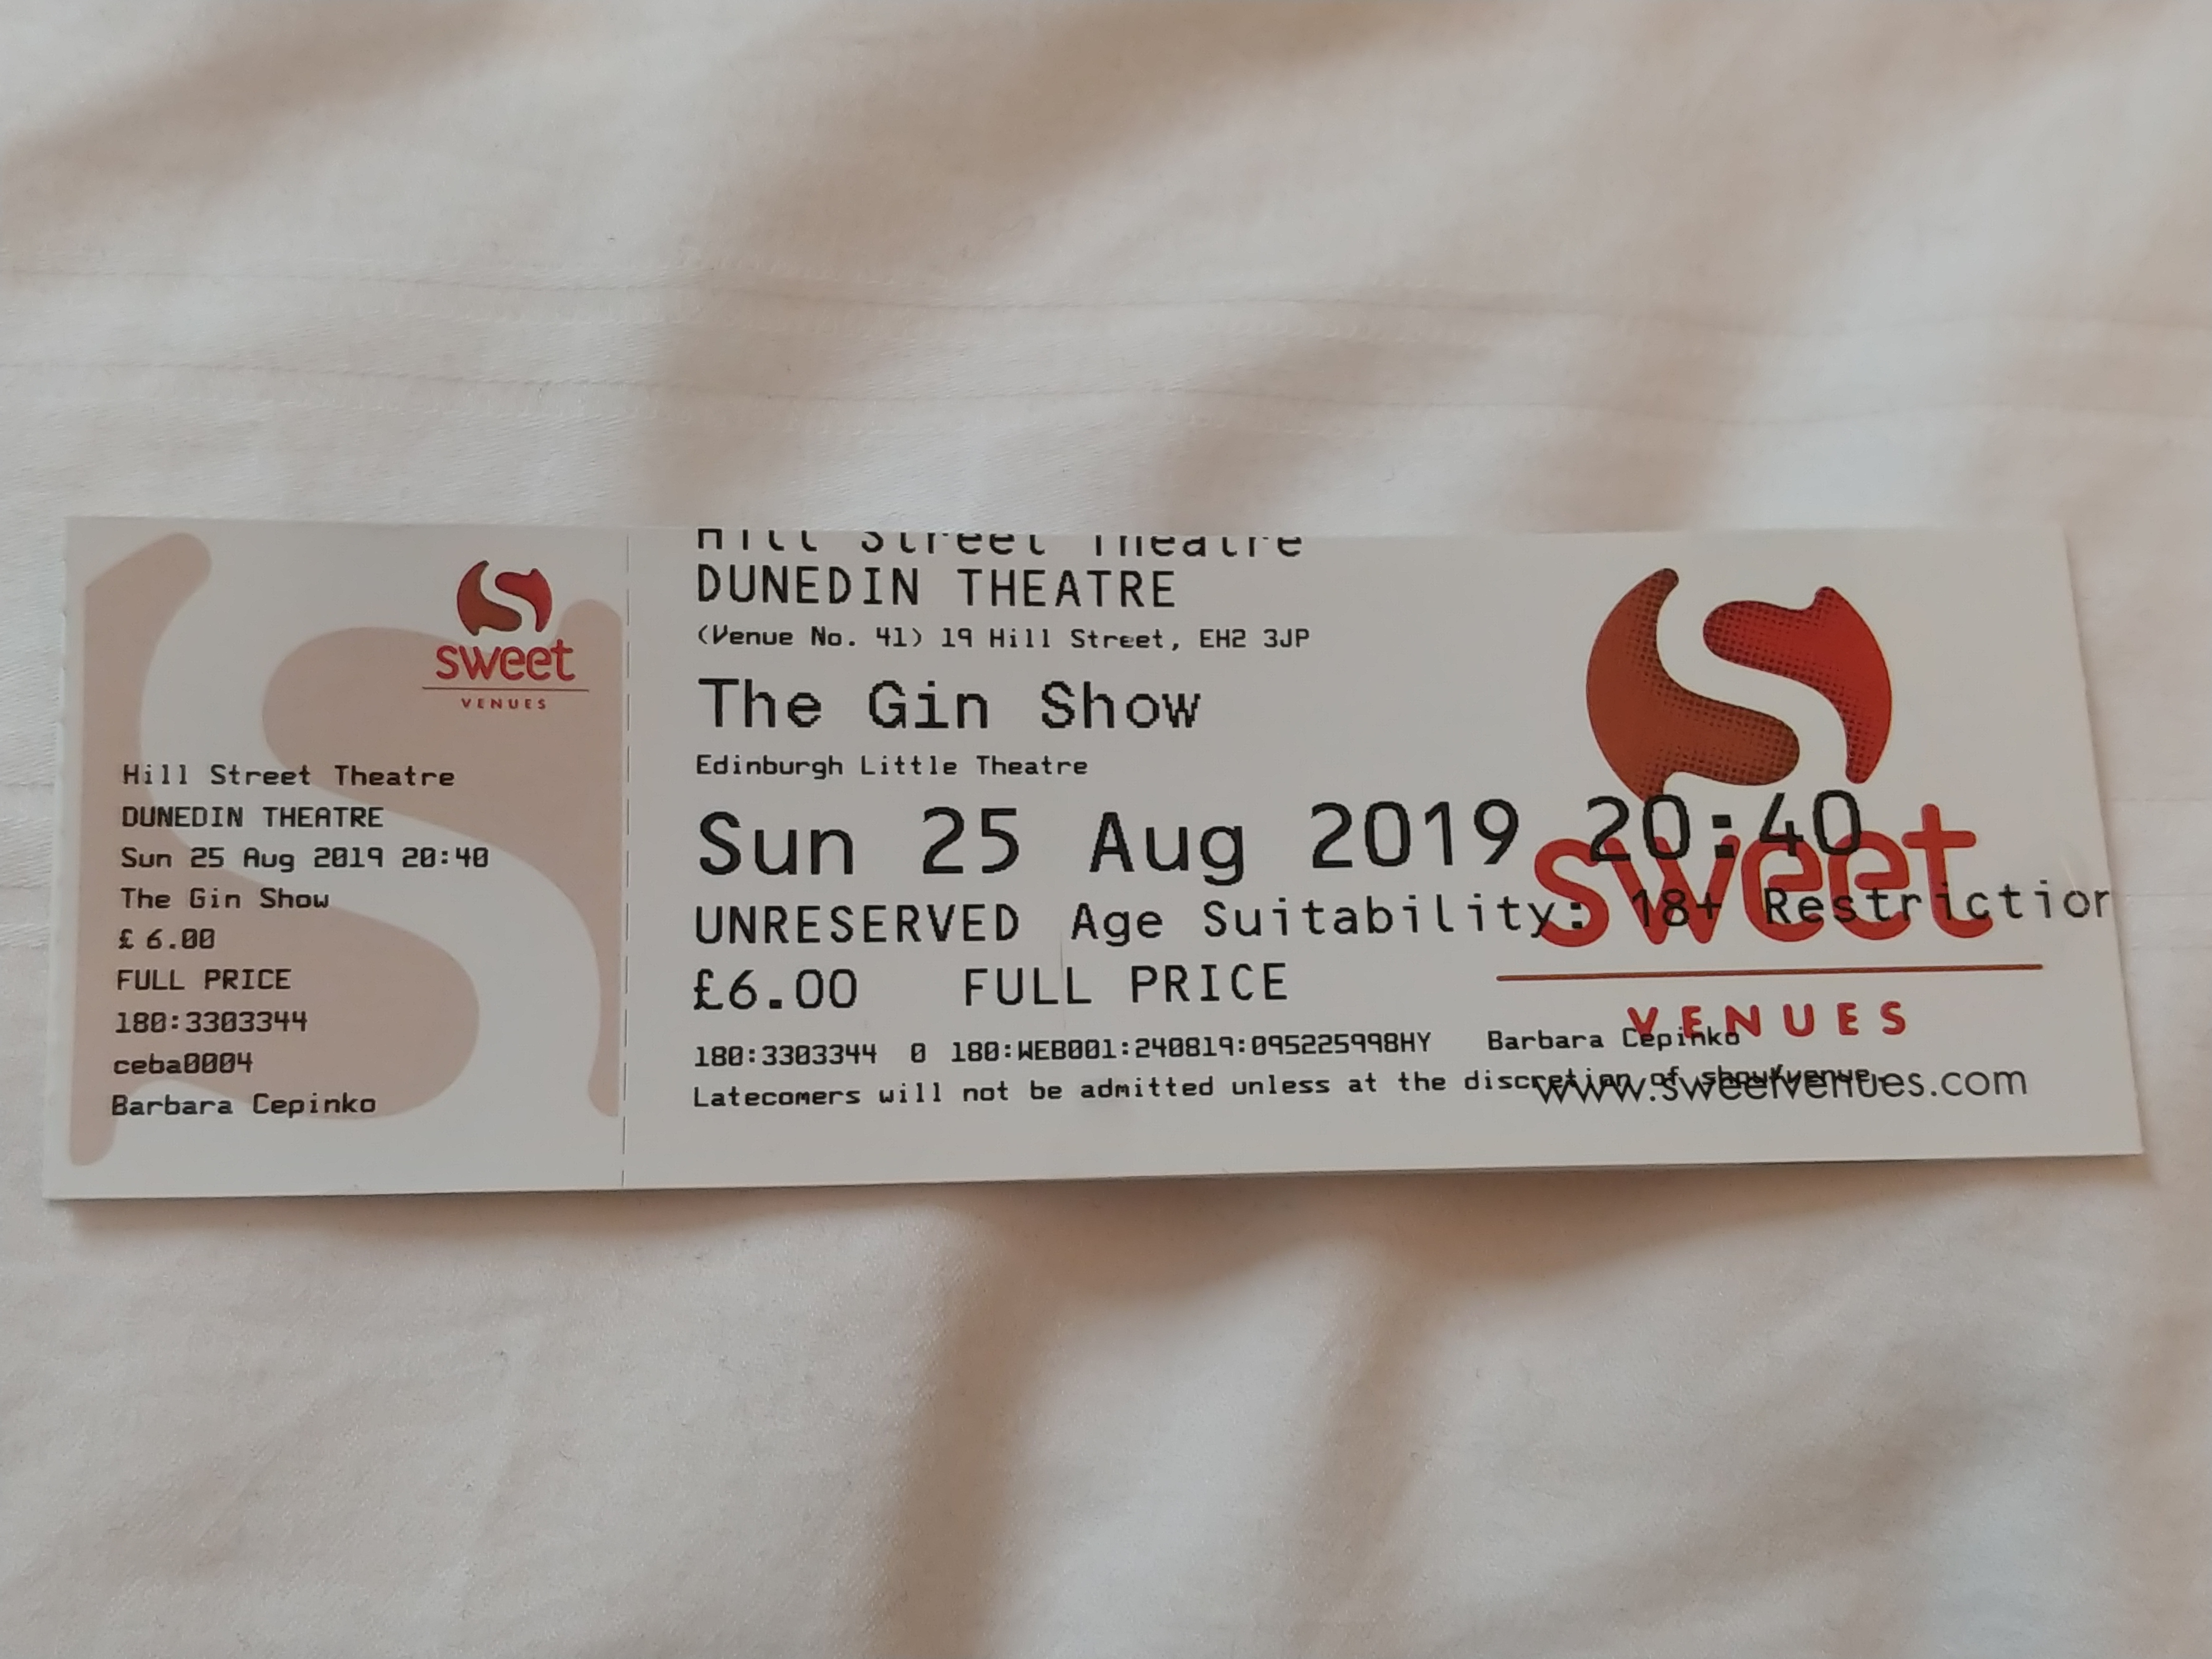 sweet
VENUES
Hill Street Theatre
DUNEDIN THEATRE
Sun 25 Aug 2019 20:40
The Gin Show
£ 6.00
FULL PRICE
180:3303344
ceba0004
Barbara Cepinko
Hill Street Theatre
DUNEDIN THEATRE
(Venue No. 41) 19 Hill Street, EH2 3JP
The Gin Show
Edinburgh Little Theatre
Sun 25 Aug 2019 20:40
UNRESERVED Age Suitability: 18+ Restriction
£6.00 FULL PRICE
180:3303344 0 180:WEB001:240819:095225998HY Barbara Cepinko
Latecomers will not be admitted unless at the discretion of show/venue.
sweet
VENUES
www.sweetvenues.com